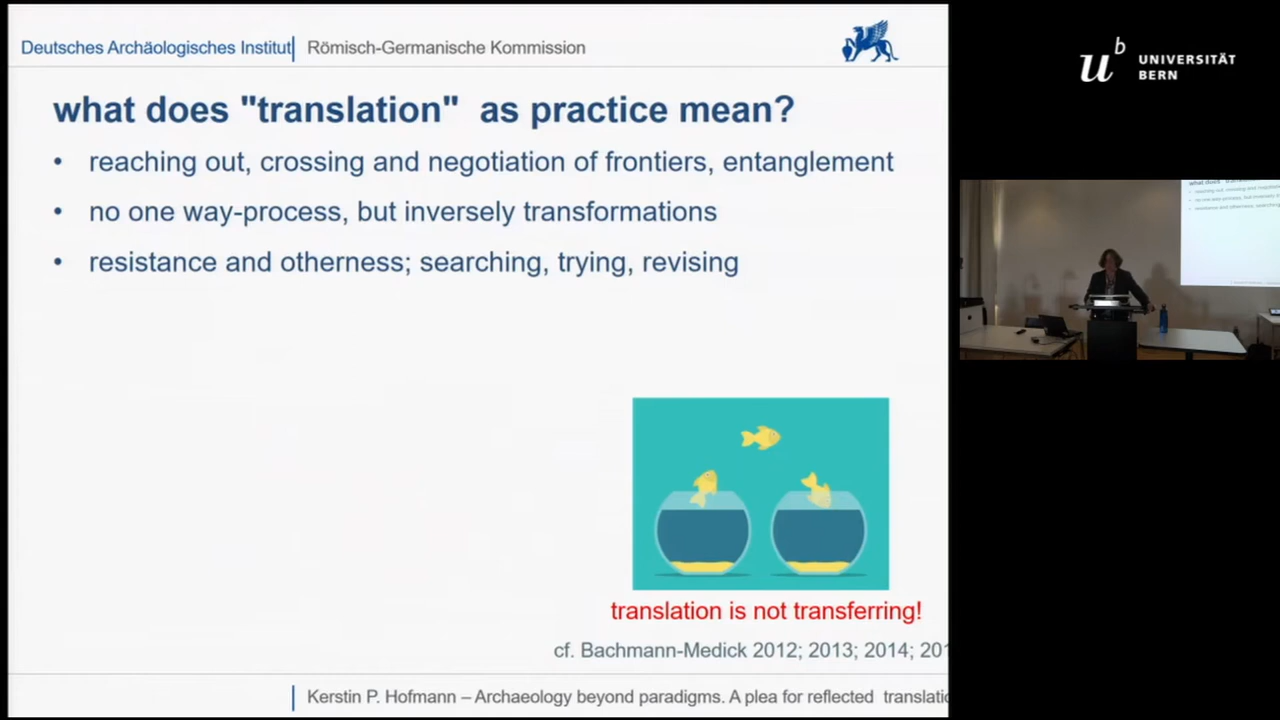 Deutsches Archäologisches Institut
Römisch-Germanische Kommission
u^b UNIVERSITÄT
BERN
what does "translation" as practice mean?
• reaching out, crossing and negotiation of frontiers, entanglement
• no one way-process, but inversely transformations
• resistance and otherness; searching, trying, revising
translation is not transferring!
cf. Bachmann-Medick 2012; 2013; 2014; 201
Kerstin P. Hofmann – Archaeology beyond paradigms. A plea for reflected